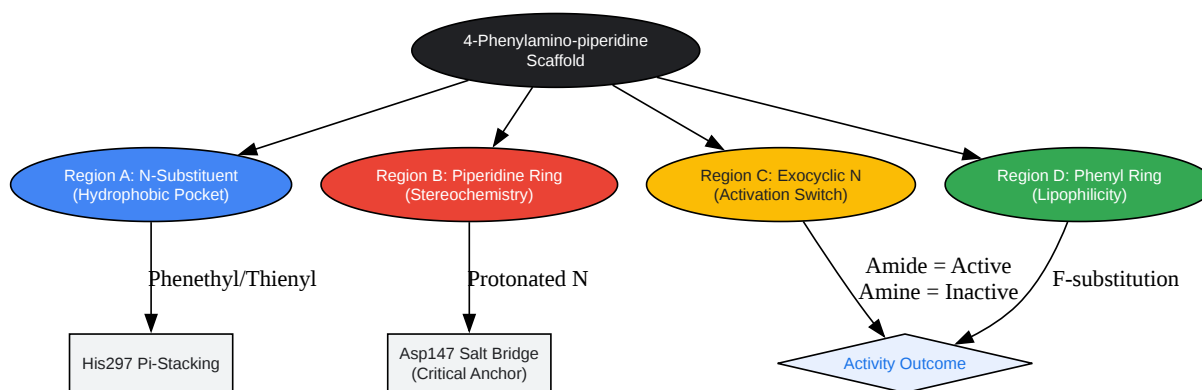 4-Phenylamino-piperidine
Scaffold
Region A: N-Substituent
(Hydrophobic Pocket)
Region B: Piperidine Ring
(Stereochemistry)
Region C: Exocyclic N
(Activation Switch)
Region D: Phenyl Ring
(Lipophilicity)
Phenethyl/Thienyl
Protonated N
Amide = Active
Amine = Inactive
F-substitution
His297 Pi-Stacking
Asp147 Salt Bridge
(Critical Anchor)
Activity Outcome